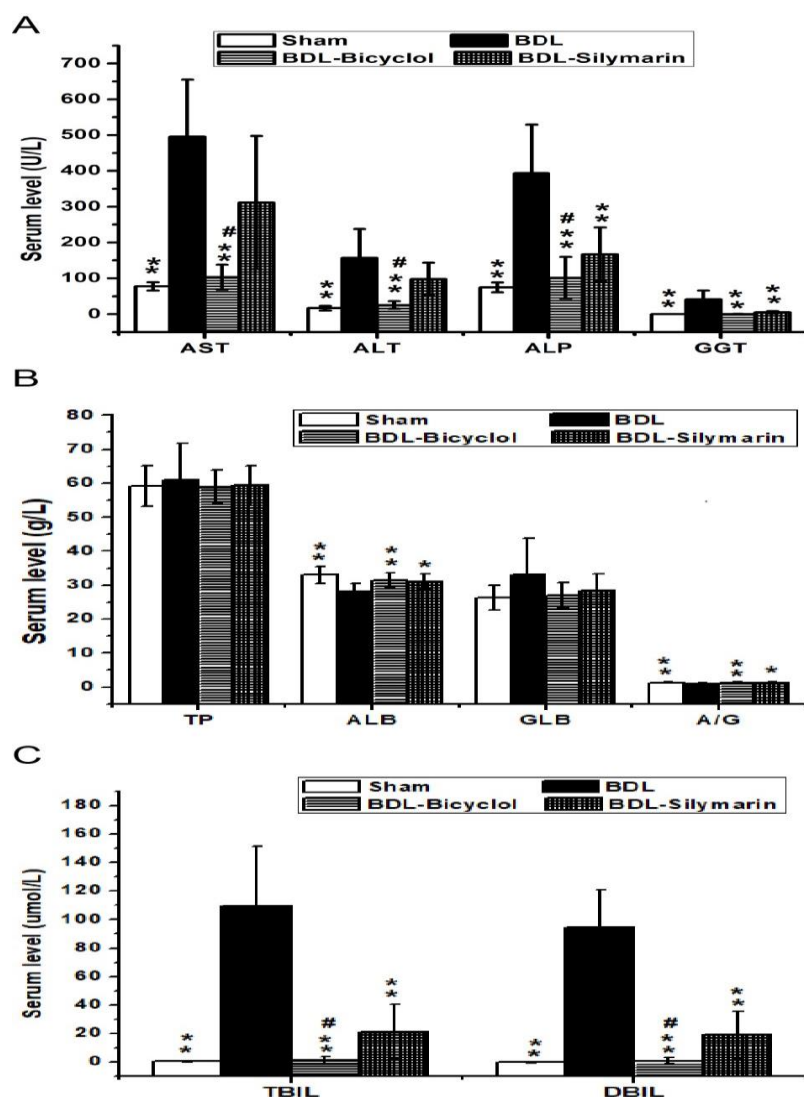 A
Sham BDL
BDL-Bicyclol BDL-Silymarin
Serum level (U/L)
700
600
500
400
300
200
100
0
** ** # ** ** # ** ** # ** ** ** ** **
AST ALT ALP GGT
B
Sham BDL
BDL-Bicyclol BDL-Silymarin
Serum level (g/L)
80
70
60
50
40
30
20
10
0
** ** * ** ** *
TP ALB GLB A/G
C
Sham BDL
BDL-Bicyclol BDL-Silymarin
Serum level (umol/L)
180
160
140
120
100
80
60
40
20
0
** # ** ** ** # ** **
TBIL DBIL